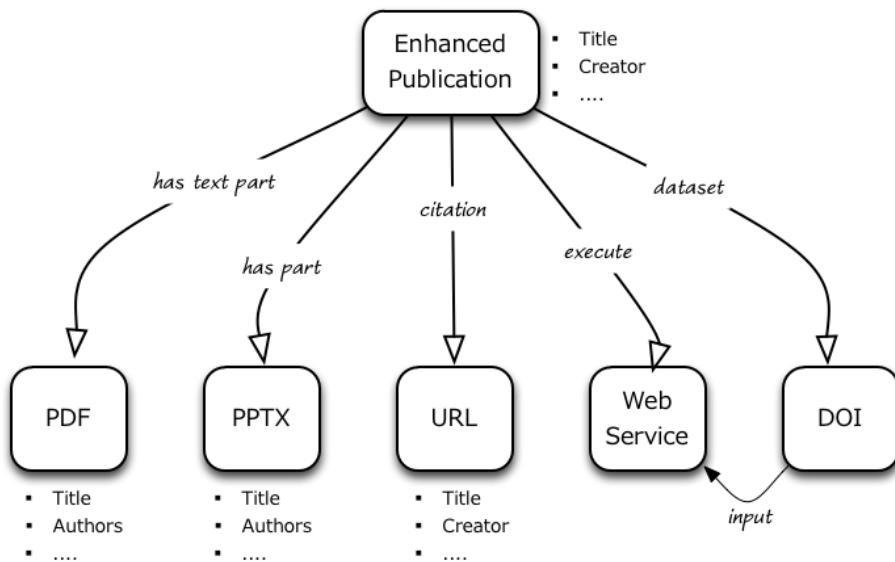 Enhanced
Publication
▪ Title
▪ Creator
▪ ....
has text part
has part
citation
execute
dataset
PDF
PPTX
URL
Web
Service
DOI
▪ Title
▪ Authors
▪ ....
▪ Title
▪ Authors
▪ ....
▪ Title
▪ Creator
▪ ....
input